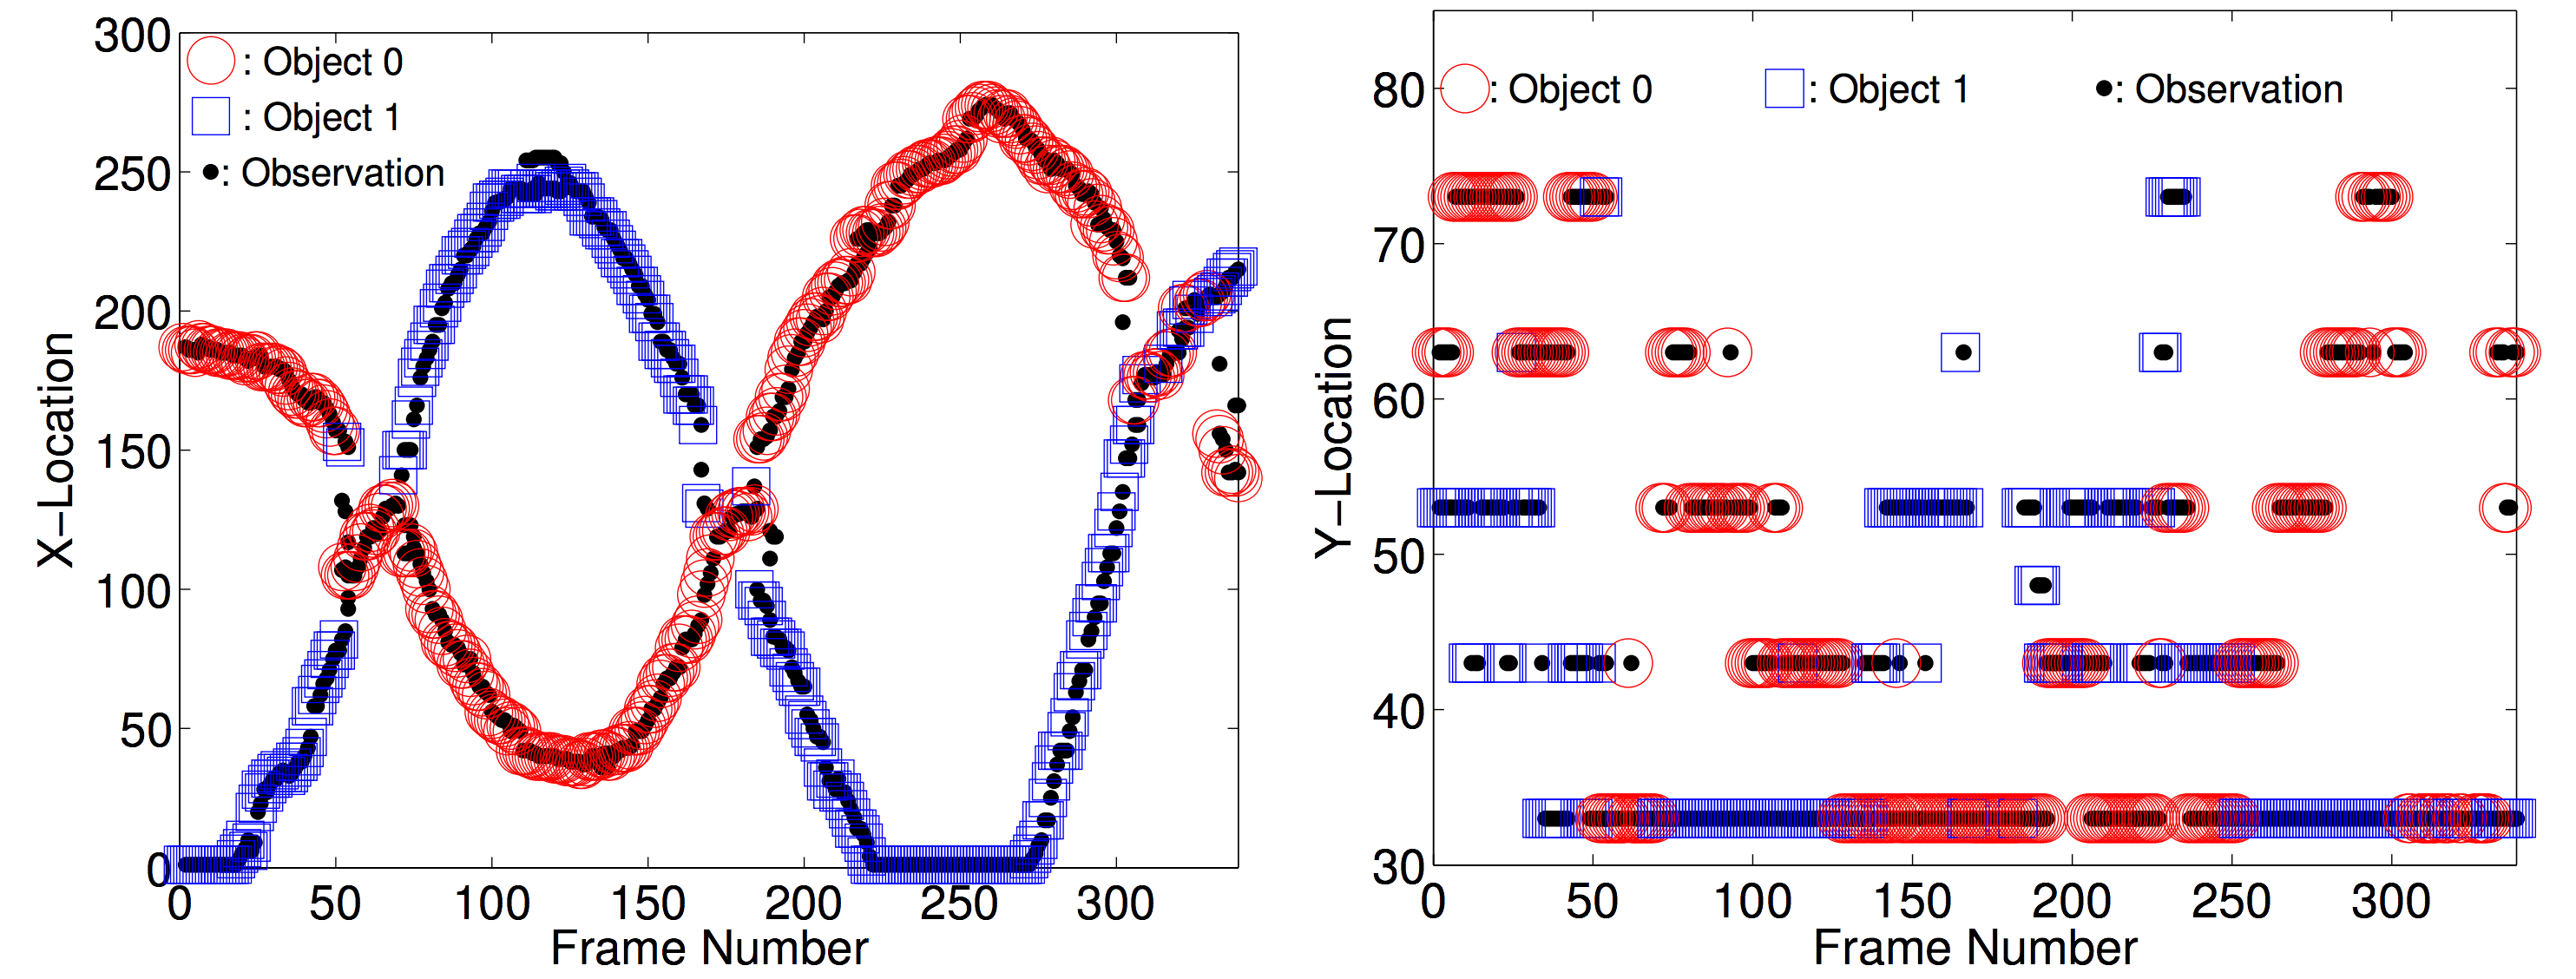 300
250
200
150
100
50
0
X-Location
: Object 0
: Object 1
: Observation
0 50 100 150 200 250 300
Frame Number
80
70
60
50
40
30
Y-Location
: Object 0 : Object 1 : Observation
0 50 100 150 200 250 300
Frame Number